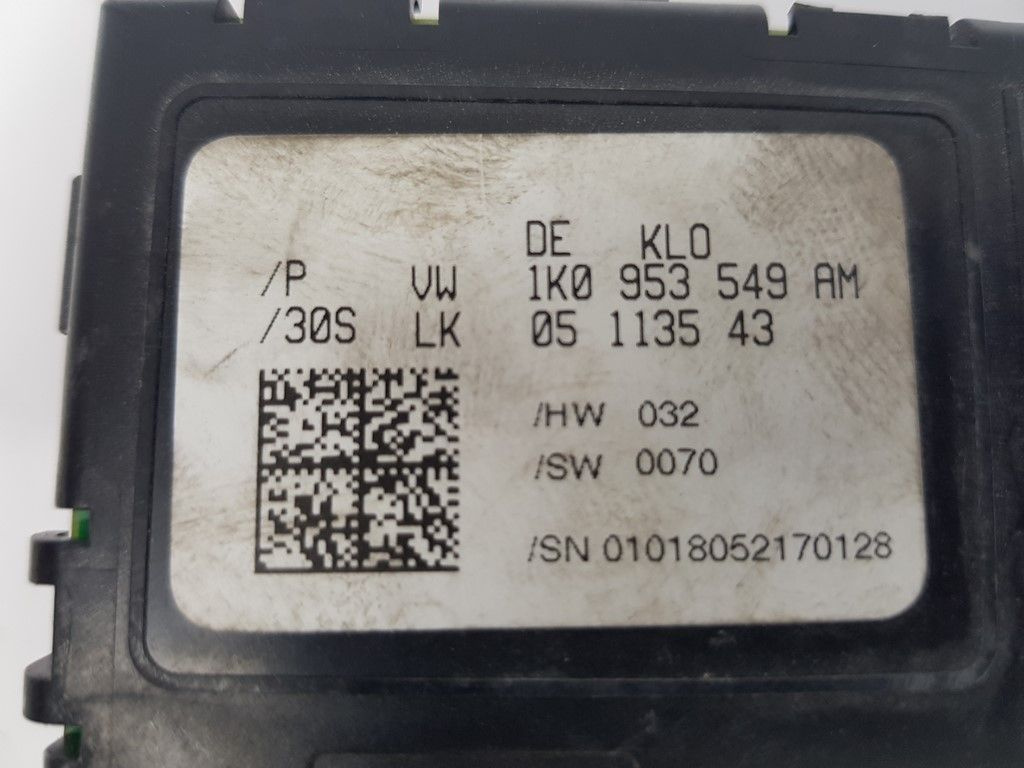 DE KLO
/P VW 1K0 953 549 AM
/30S LK 05 1135 43
/HW 032
/SW 0070
/SN 01018052170128